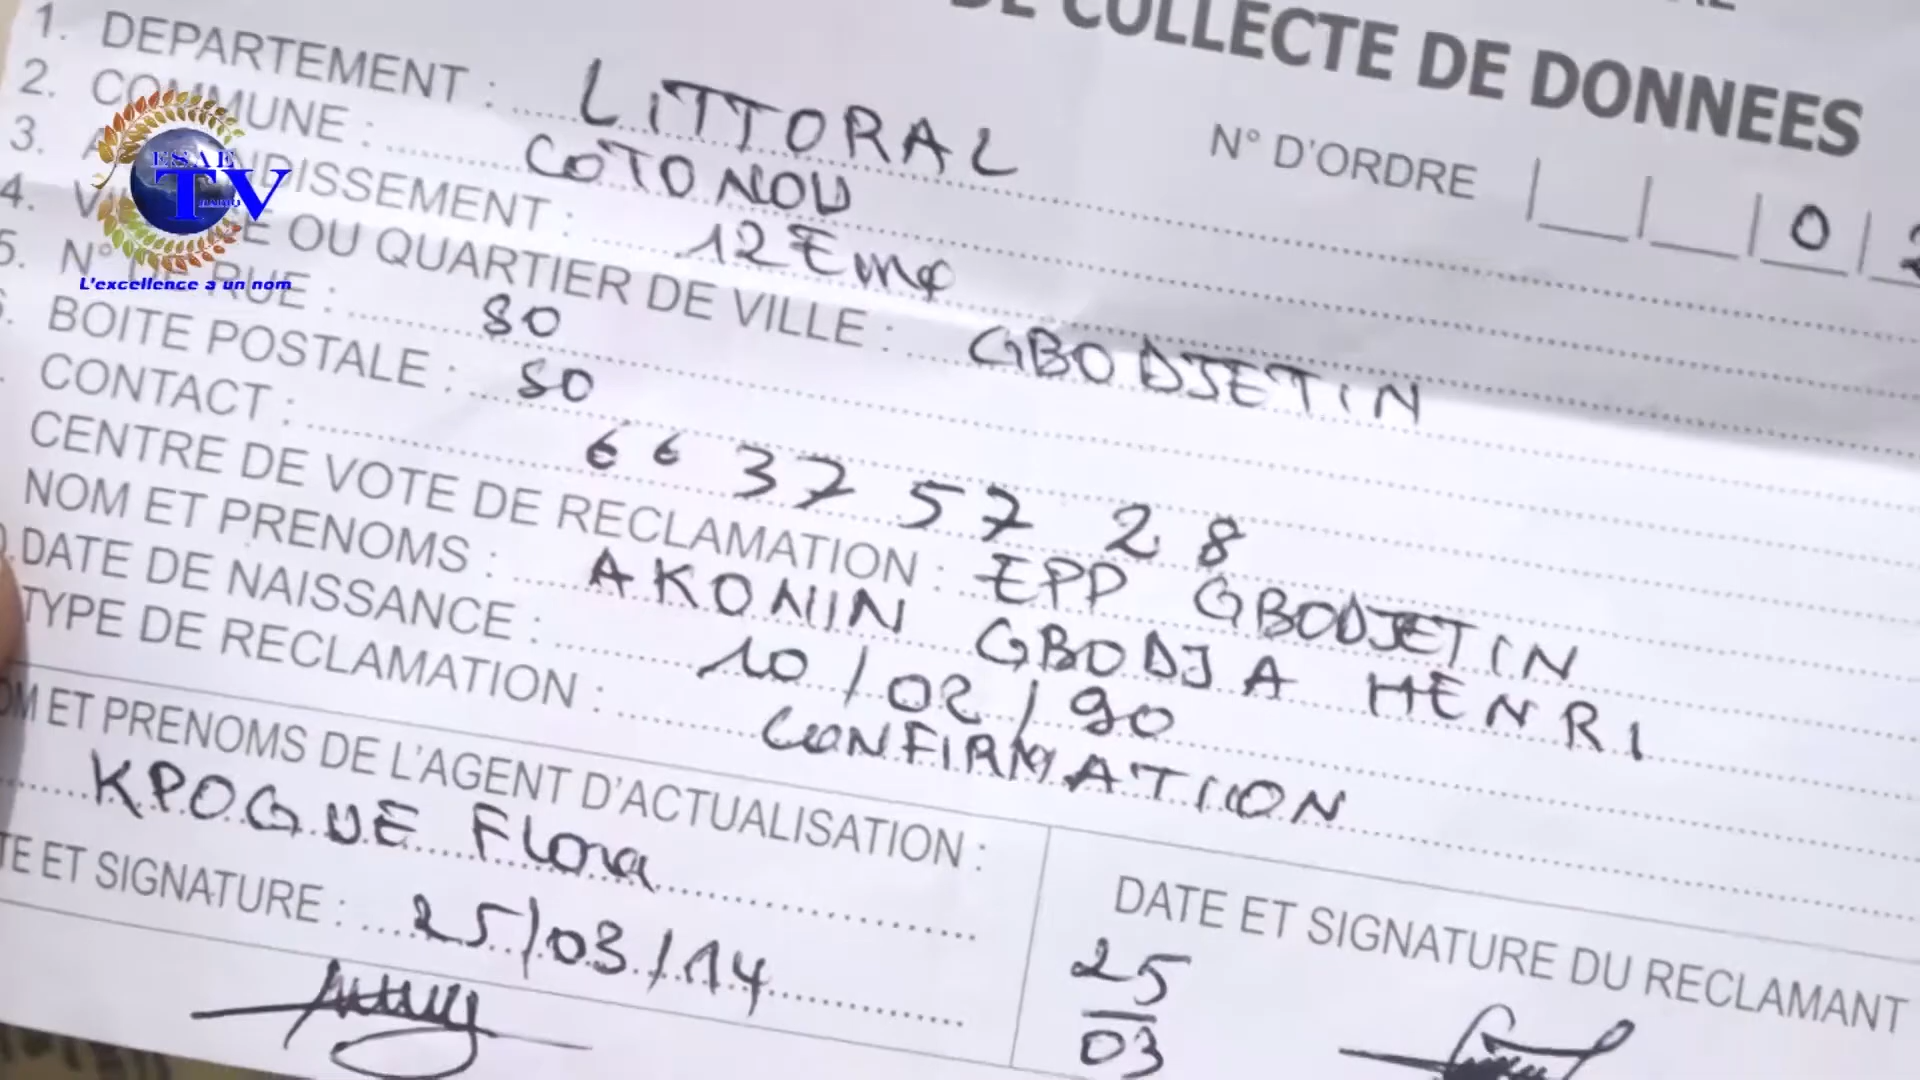 DE COLLECTE DE DONNEES
N° D'ORDRE 0
1. DEPARTEMENT : LITTORAL
2. COMMUNE : COTONOU
3. ARRONDISSEMENT : 12Eme
4. VILLAGE OU QUARTIER DE VILLE : GBODJETIN
5. N° DE RUE : SO
BOITE POSTALE : SO
CONTACT : 66 37 57 28
CENTRE DE VOTE DE RECLAMATION : EPP GBODJETIN
NOM ET PRENOMS : AKONIN GBODJA HENRI
DATE DE NAISSANCE : 10/02/90
TYPE DE RECLAMATION : CONFIRMATION
OM ET PRENOMS DE L'AGENT D'ACTUALISATION :
KPOGUE Flora
TE ET SIGNATURE : 25/03/14
DATE ET SIGNATURE DU RECLAMANT
25
03
ESAE
TV
L'excellence a un nom